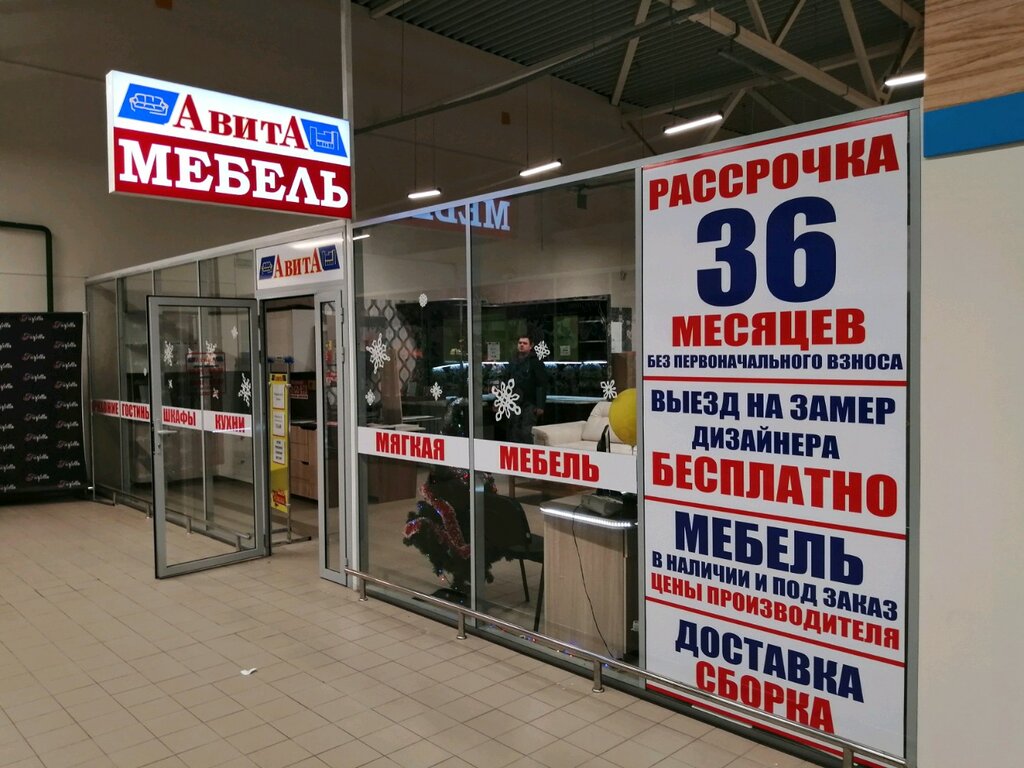 АвитА
МЕБЕЛЬ
АвитА
ГОСТИНЫЕ
ШКАФЫ
КУХНИ
МЯГКАЯ
МЕБЕЛЬ
РАССРОЧКА
36
МЕСЯЦЕВ
БЕЗ ПЕРВОНАЧАЛЬНОГО ВЗНОСА
ВЫЕЗД НА ЗАМЕР
ДИЗАЙНЕРА
БЕСПЛАТНО
МЕБЕЛЬ
В НАЛИЧИИ И ПОД ЗАКАЗ
ЦЕНЫ ПРОИЗВОДИТЕЛЯ
ДОСТАВКА
СБОРКА